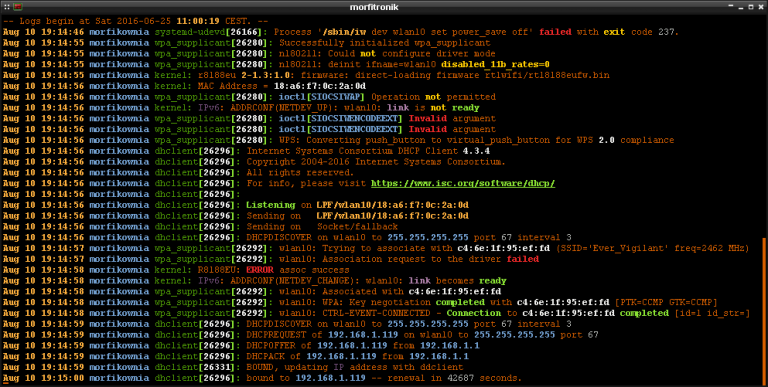 morfitronik
-- Logs begin at Sat 2016-06-25 11:00:19 CEST. --
Aug 10 19:14:46 morfikownia systemd-udevd[26166]: Process '/sbin/iw dev wlan10 set power_save off' failed with exit code 237.
Aug 10 19:14:55 morfikownia wpa_supplicant[26280]: Successfully initialized wpa_supplicant
Aug 10 19:14:55 morfikownia wpa_supplicant[26280]: nl80211: Could not configure driver mode
Aug 10 19:14:55 morfikownia wpa_supplicant[26280]: nl80211: deinit ifname=wlan10 disabled_11b_rates=0
Aug 10 19:14:55 morfikownia kernel: r8188eu 2-1.3:1.0: firmware: direct-loading firmware rtlwifi/rtl8188eufw.bin
Aug 10 19:14:56 morfikownia kernel: MAC Address = 18:a6:f7:0c:2a:0d
Aug 10 19:14:56 morfikownia wpa_supplicant[26280]: ioctl[SIOCSIWAP] Operation not permitted
Aug 10 19:14:56 morfikownia kernel: IPv6: ADDRCONF(NETDEV_UP): wlan10: link is not ready
Aug 10 19:14:56 morfikownia wpa_supplicant[26280]: ioctl[SIOCSIWENCODEEXT] Invalid argument
Aug 10 19:14:56 morfikownia wpa_supplicant[26280]: ioctl[SIOCSIWENCODEEXT] Invalid argument
Aug 10 19:14:56 morfikownia wpa_supplicant[26280]: WPS: Converting push_button to virtual_push_button for WPS 2.0 compliance
Aug 10 19:14:56 morfikownia dhclient[26296]: Internet Systems Consortium DHCP Client 4.3.4
Aug 10 19:14:56 morfikownia dhclient[26296]: Copyright 2004-2016 Internet Systems Consortium.
Aug 10 19:14:56 morfikownia dhclient[26296]: All rights reserved.
Aug 10 19:14:56 morfikownia dhclient[26296]: For info, please visit https://www.isc.org/software/dhcp/
Aug 10 19:14:56 morfikownia dhclient[26296]:
Aug 10 19:14:56 morfikownia dhclient[26296]: Listening on LPF/wlan10/18:a6:f7:0c:2a:0d
Aug 10 19:14:56 morfikownia dhclient[26296]: Sending on   LPF/wlan10/18:a6:f7:0c:2a:0d
Aug 10 19:14:56 morfikownia dhclient[26296]: Sending on   Socket/fallback
Aug 10 19:14:56 morfikownia dhclient[26296]: DHCPDISCOVER on wlan10 to 255.255.255.255 port 67 interval 3
Aug 10 19:14:57 morfikownia wpa_supplicant[26292]: wlan10: Trying to associate with c4:6e:1f:95:ef:fd (SSID='Ever_Vigilant' freq=2462 MHz)
Aug 10 19:14:57 morfikownia wpa_supplicant[26292]: wlan10: Association request to the driver failed
Aug 10 19:14:58 morfikownia kernel: R8188EU: ERROR assoc success
Aug 10 19:14:58 morfikownia kernel: IPv6: ADDRCONF(NETDEV_CHANGE): wlan10: link becomes ready
Aug 10 19:14:58 morfikownia wpa_supplicant[26292]: wlan10: Associated with c4:6e:1f:95:ef:fd
Aug 10 19:14:58 morfikownia wpa_supplicant[26292]: wlan10: WPA: Key negotiation completed with c4:6e:1f:95:ef:fd [PTK=CCMP GTK=CCMP]
Aug 10 19:14:58 morfikownia wpa_supplicant[26292]: wlan10: CTRL-EVENT-CONNECTED - Connection to c4:6e:1f:95:ef:fd completed [id=1 id_str=]
Aug 10 19:14:59 morfikownia dhclient[26296]: DHCPDISCOVER on wlan10 to 255.255.255.255 port 67 interval 3
Aug 10 19:14:59 morfikownia dhclient[26296]: DHCPREQUEST of 192.168.1.119 on wlan10 to 255.255.255.255 port 67
Aug 10 19:14:59 morfikownia dhclient[26296]: DHCPOFFER of 192.168.1.119 from 192.168.1.1
Aug 10 19:14:59 morfikownia dhclient[26296]: DHCPACK of 192.168.1.119 from 192.168.1.1
Aug 10 19:14:59 morfikownia dhclient[26331]: BOUND, updating IP address with ddclient
Aug 10 19:15:00 morfikownia dhclient[26296]: bound to 192.168.1.119 -- renewal in 42687 seconds.